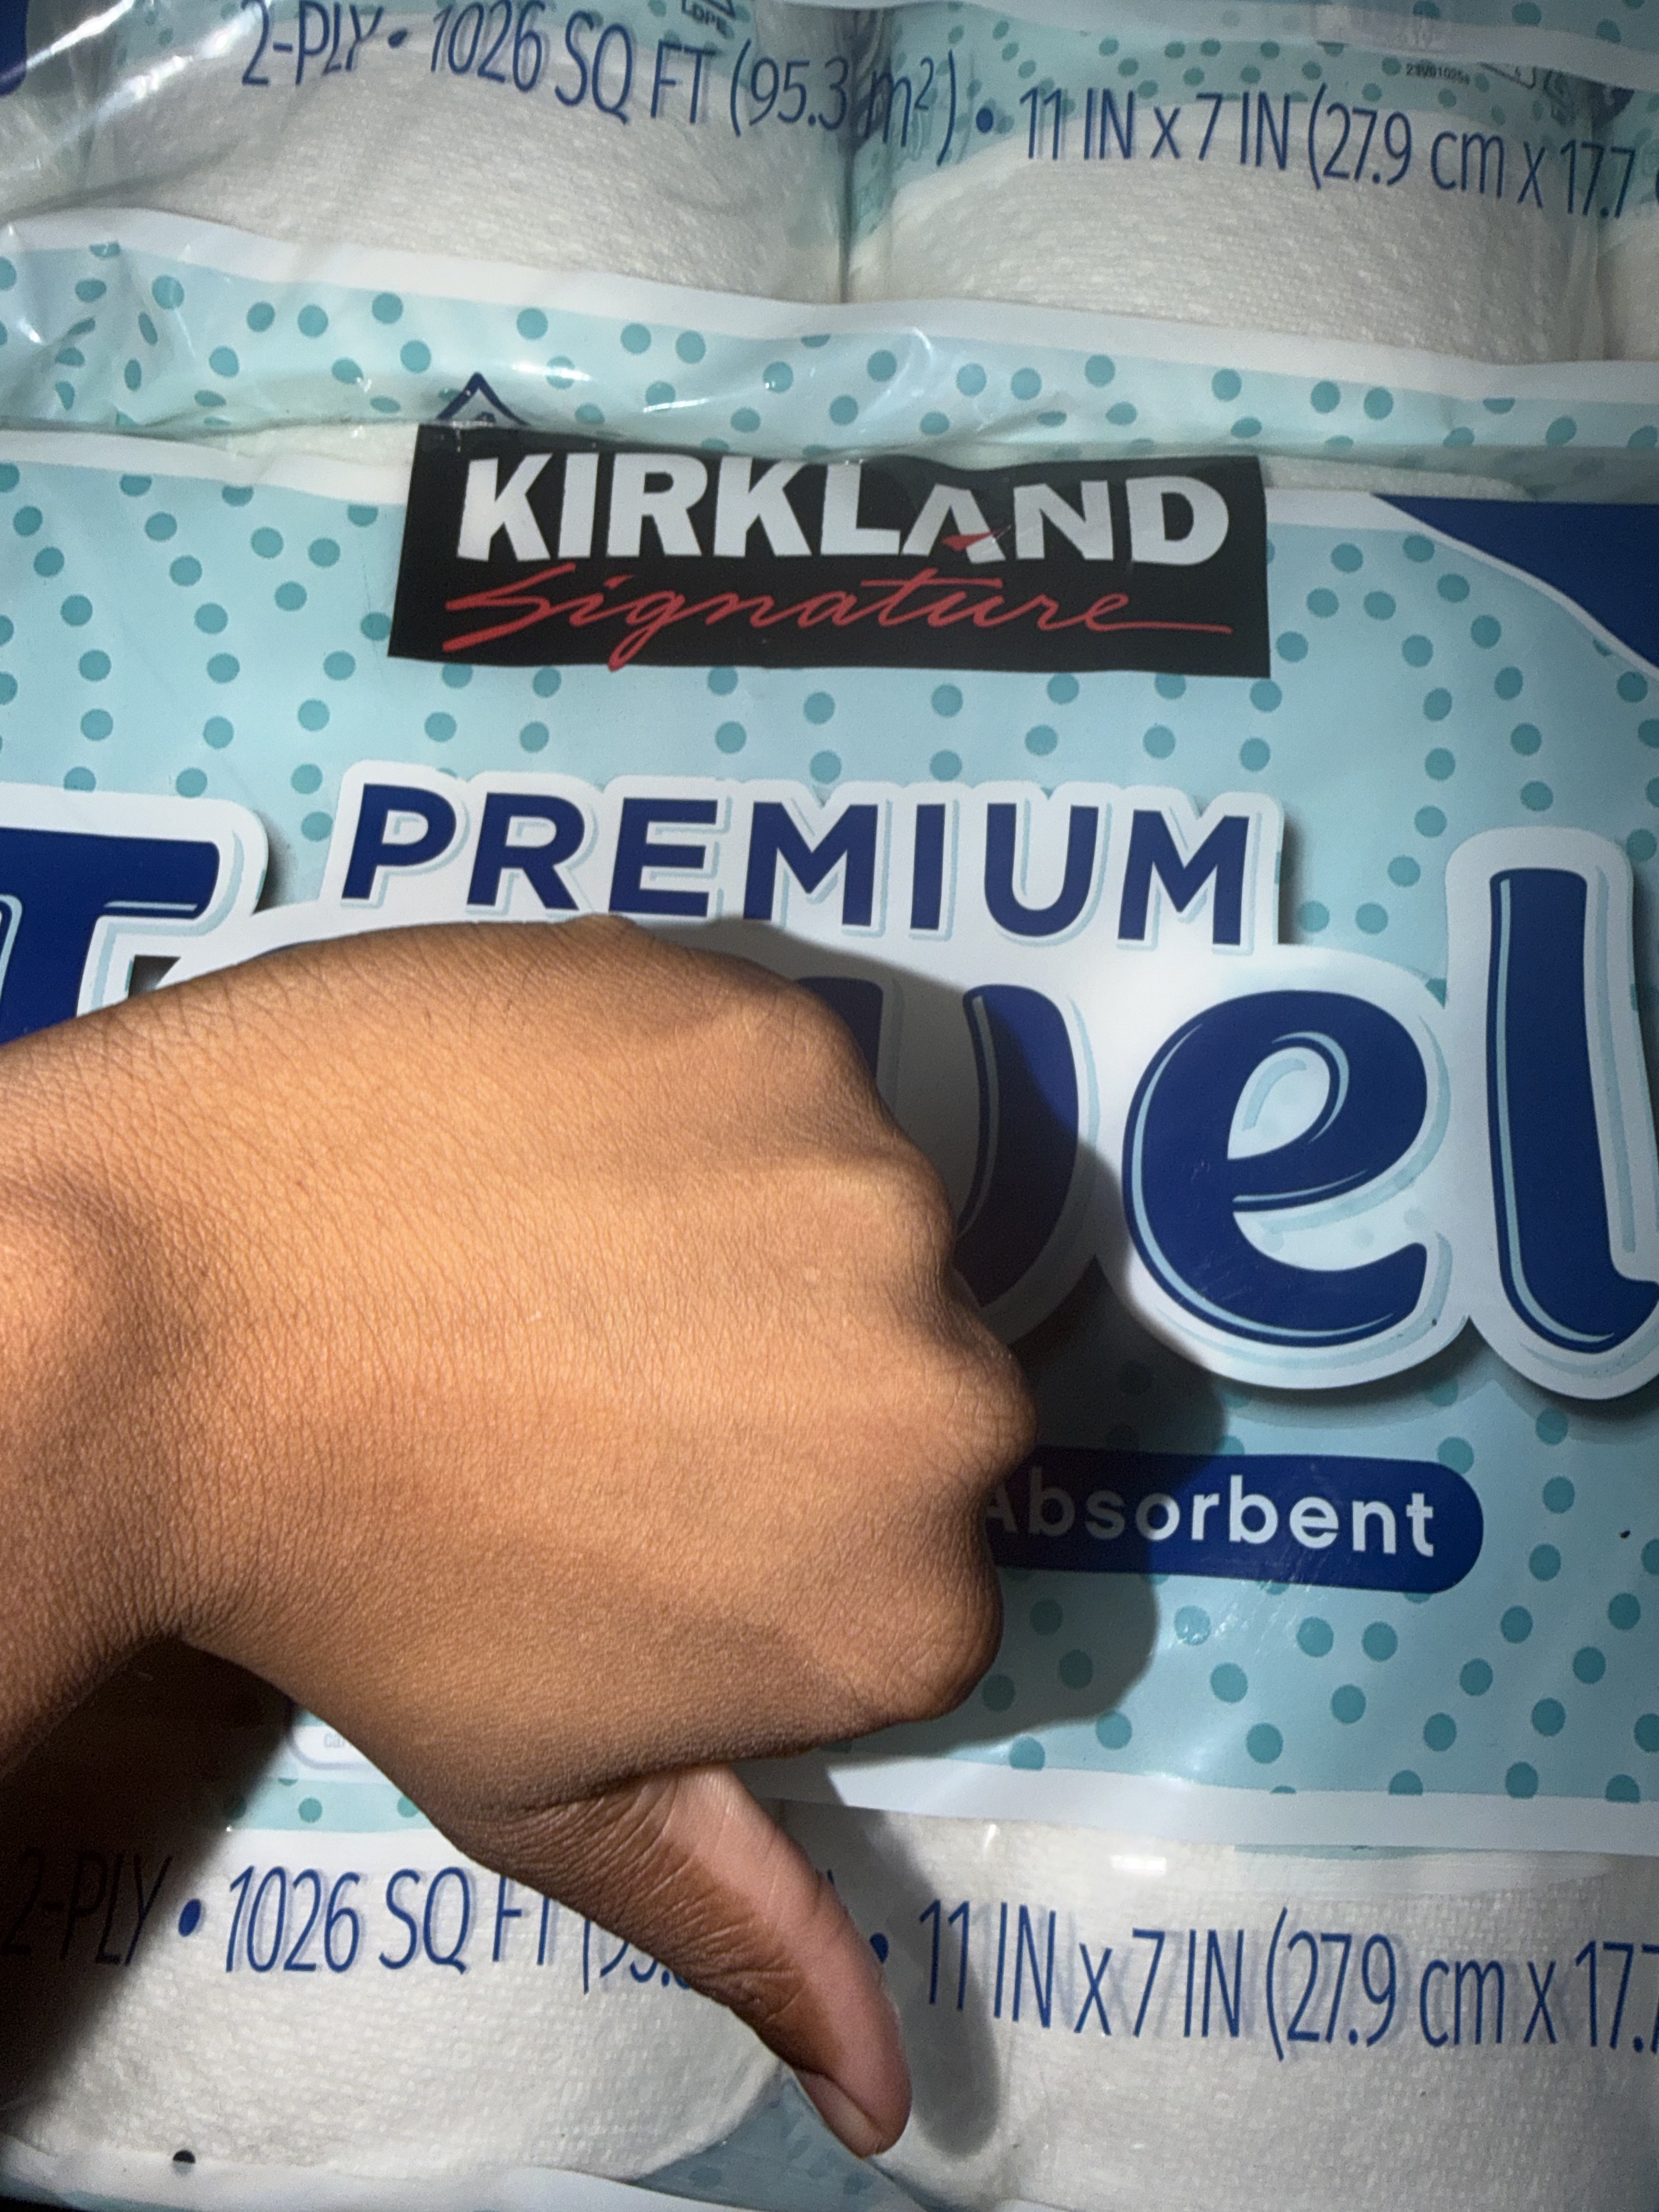 LDPE
2-PLY • 1026 SQ FT (95.3 m²) • 11 IN x 7 IN (27.9 cm x 17.7
KIRKLAND
Signature
PREMIUM
Absorbent
2-PLY • 1026 SQ FT • 11 IN x 7 IN (27.9 cm x 17.7